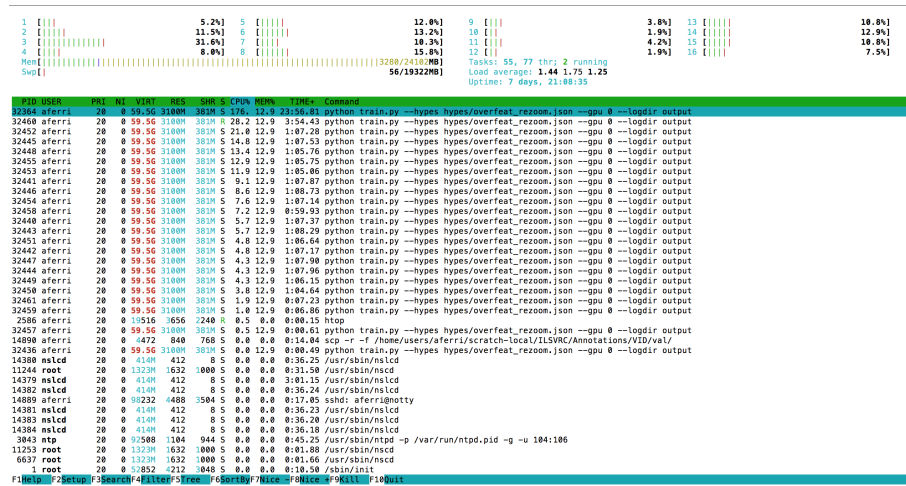 1 [||| 5.2%] 5 [||||| 12.0%] 9 [||| 3.8%] 13 [||||| 10.8%]
2 [||||| 11.5%] 6 [|||||| 13.2%] 10 [|| 1.9%] 14 [|||||| 12.9%]
3 [||||||||||||| 31.6%] 7 [|||| 10.3%] 11 [||| 4.2%] 15 [||||| 10.8%]
4 [|||| 8.0%] 8 [|||||| 15.8%] 12 [|| 1.9%] 16 [|||| 7.5%]
Mem[ 3280/24102MB] Tasks: 55, 77 thr; 2 running
Swp[| 56/19322MB] Load average: 1.44 1.75 1.25
Uptime: 7 days, 21:08:35
PID USER PRI NI VIRT RES SHR S CPU% MEM% TIME+ Command
32364 aferri 20 0 59.5G 3100M 381M S 176. 12.9 23:56.81 python train.py --hypes hypes/overfeat_rezoom.json --gpu 0 --logdir output
32460 aferri 20 0 59.5G 3100M 381M R 28.2 12.9 3:54.43 python train.py --hypes hypes/overfeat_rezoom.json --gpu 0 --logdir output
32452 aferri 20 0 59.5G 3100M 381M S 21.0 12.9 1:07.28 python train.py --hypes hypes/overfeat_rezoom.json --gpu 0 --logdir output
32445 aferri 20 0 59.5G 3100M 381M S 14.8 12.9 1:07.53 python train.py --hypes hypes/overfeat_rezoom.json --gpu 0 --logdir output
32448 aferri 20 0 59.5G 3100M 381M S 13.4 12.9 1:05.76 python train.py --hypes hypes/overfeat_rezoom.json --gpu 0 --logdir output
32455 aferri 20 0 59.5G 3100M 381M S 12.9 12.9 1:05.75 python train.py --hypes hypes/overfeat_rezoom.json --gpu 0 --logdir output
32453 aferri 20 0 59.5G 3100M 381M S 11.9 12.9 1:05.06 python train.py --hypes hypes/overfeat_rezoom.json --gpu 0 --logdir output
32441 aferri 20 0 59.5G 3100M 381M S 9.1 12.9 1:07.87 python train.py --hypes hypes/overfeat_rezoom.json --gpu 0 --logdir output
32446 aferri 20 0 59.5G 3100M 381M S 8.6 12.9 1:08.73 python train.py --hypes hypes/overfeat_rezoom.json --gpu 0 --logdir output
32454 aferri 20 0 59.5G 3100M 381M S 7.6 12.9 1:07.14 python train.py --hypes hypes/overfeat_rezoom.json --gpu 0 --logdir output
32458 aferri 20 0 59.5G 3100M 381M S 7.2 12.9 0:59.93 python train.py --hypes hypes/overfeat_rezoom.json --gpu 0 --logdir output
32440 aferri 20 0 59.5G 3100M 381M S 5.7 12.9 1:07.37 python train.py --hypes hypes/overfeat_rezoom.json --gpu 0 --logdir output
32443 aferri 20 0 59.5G 3100M 381M S 5.7 12.9 1:08.29 python train.py --hypes hypes/overfeat_rezoom.json --gpu 0 --logdir output
32451 aferri 20 0 59.5G 3100M 381M S 4.8 12.9 1:06.64 python train.py --hypes hypes/overfeat_rezoom.json --gpu 0 --logdir output
32442 aferri 20 0 59.5G 3100M 381M S 4.8 12.9 1:07.17 python train.py --hypes hypes/overfeat_rezoom.json --gpu 0 --logdir output
32447 aferri 20 0 59.5G 3100M 381M S 4.3 12.9 1:07.90 python train.py --hypes hypes/overfeat_rezoom.json --gpu 0 --logdir output
32444 aferri 20 0 59.5G 3100M 381M S 4.3 12.9 1:07.96 python train.py --hypes hypes/overfeat_rezoom.json --gpu 0 --logdir output
32449 aferri 20 0 59.5G 3100M 381M S 4.3 12.9 1:06.15 python train.py --hypes hypes/overfeat_rezoom.json --gpu 0 --logdir output
32450 aferri 20 0 59.5G 3100M 381M S 3.8 12.9 1:04.64 python train.py --hypes hypes/overfeat_rezoom.json --gpu 0 --logdir output
32461 aferri 20 0 59.5G 3100M 381M S 1.9 12.9 0:07.23 python train.py --hypes hypes/overfeat_rezoom.json --gpu 0 --logdir output
32459 aferri 20 0 59.5G 3100M 381M S 1.0 12.9 0:06.86 python train.py --hypes hypes/overfeat_rezoom.json --gpu 0 --logdir output
2586 aferri 20 0 19516 3656 2240 R 0.5 0.0 0:00.15 htop
32457 aferri 20 0 59.5G 3100M 381M S 0.5 12.9 0:00.61 python train.py --hypes hypes/overfeat_rezoom.json --gpu 0 --logdir output
14890 aferri 20 0 4472 840 768 S 0.0 0.0 0:14.04 scp -r -f /home/users/aferri/scratch-local/ILSVRC/Annotations/VID/val/
32436 aferri 20 0 59.5G 3100M 381M S 0.0 12.9 0:00.49 python train.py --hypes hypes/overfeat_rezoom.json --gpu 0 --logdir output
14380 nslcd 20 0 414M 412 8 S 0.0 0.0 0:36.25 /usr/sbin/nslcd
11244 root 20 0 1323M 1632 1000 S 0.0 0.0 0:31.50 /usr/sbin/nscd
14379 nslcd 20 0 414M 412 8 S 0.0 0.0 3:01.15 /usr/sbin/nslcd
14382 nslcd 20 0 414M 412 8 S 0.0 0.0 0:36.24 /usr/sbin/nslcd
14889 aferri 20 0 98232 4488 3504 S 0.0 0.0 0:17.05 sshd: aferri@notty
14381 nslcd 20 0 414M 412 8 S 0.0 0.0 0:36.23 /usr/sbin/nslcd
14383 nslcd 20 0 414M 412 8 S 0.0 0.0 0:36.20 /usr/sbin/nslcd
14384 nslcd 20 0 414M 412 8 S 0.0 0.0 0:36.18 /usr/sbin/nslcd
3043 ntp 20 0 92508 1104 944 S 0.0 0.0 0:45.25 /usr/sbin/ntpd -p /var/run/ntpd.pid -g -u 104:106
11253 root 20 0 1323M 1632 1000 S 0.0 0.0 0:01.88 /usr/sbin/nscd
6637 root 20 0 1323M 1632 1000 S 0.0 0.0 0:01.66 /usr/sbin/nscd
1 root 20 0 52852 4212 3048 S 0.0 0.0 0:10.50 /sbin/init
F1Help F2Setup F3SearchF4FilterF5Tree F6SortByF7Nice -F8Nice +F9Kill F10Quit